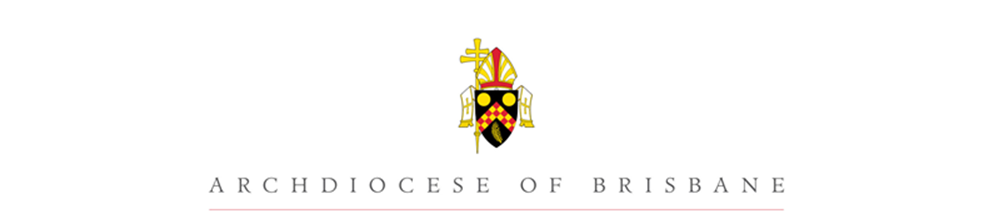 ARCHDIOCESE OF BRISBANE